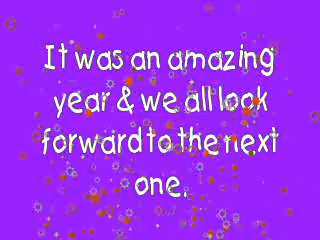 It was an amazing
year & we all look
forward to the next
one.